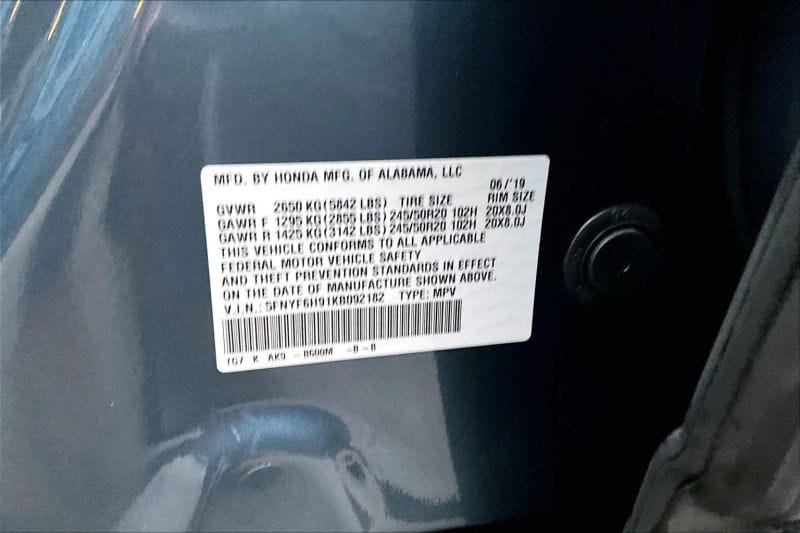 MFD. BY HONDA MFG. OF ALABAMA, LLC
06/'19
GVWR 2650 KG(5842 LBS) TIRE SIZE RIM SIZE
GAWR F 1295 KG(2855 LBS) 245/50R20 102H 20X8.0J
GAWR R 1425 KG(3142 LBS) 245/50R20 102H 20X8.0J
THIS VEHICLE CONFORMS TO ALL APPLICABLE
FEDERAL MOTOR VEHICLE SAFETY
AND THEFT PREVENTION STANDARDS IN EFFECT
ON THE DATE OF MANUFACTURE SHOWN ABOVE.
V.I.N.: 5FNYF6H91KB092182 TYPE: MPV
TG7 K AK0 -B600M -B-B